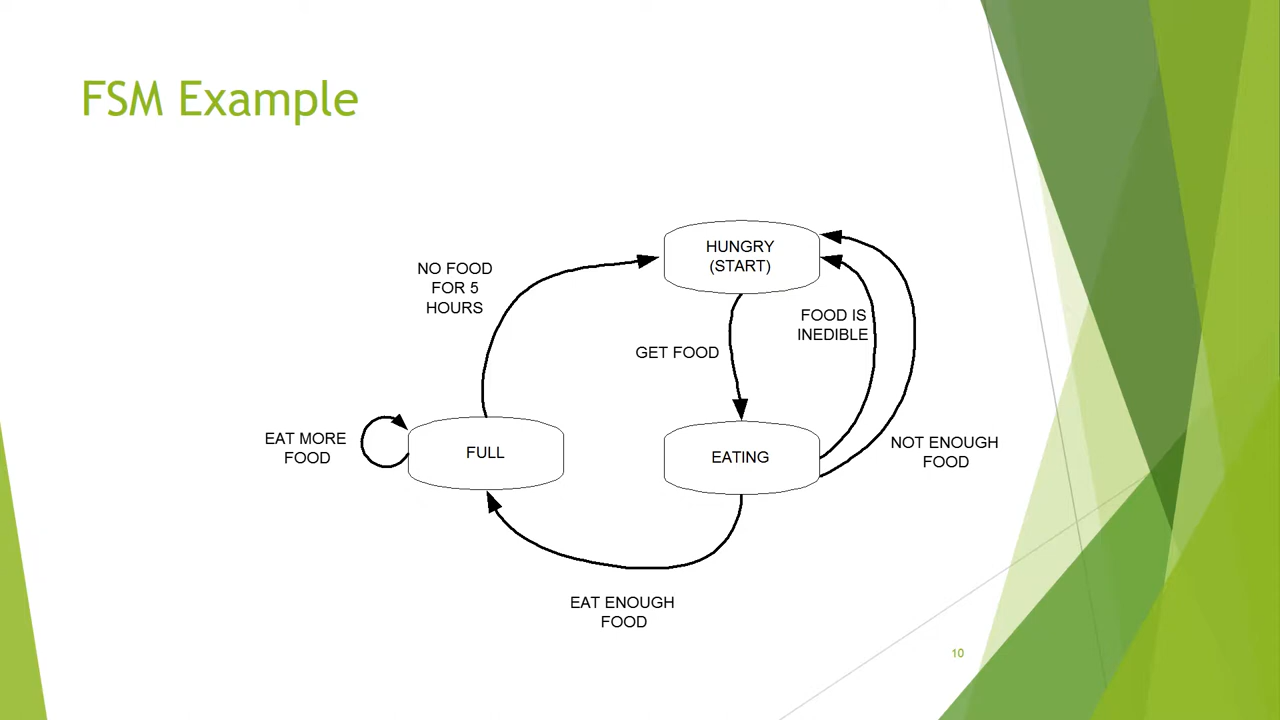 FSM Example
HUNGRY
(START)
NO FOOD
FOR 5
HOURS
FOOD IS
INEDIBLE
GET FOOD
EAT MORE
FOOD
FULL
EATING
NOT ENOUGH
FOOD
EAT ENOUGH
FOOD
10